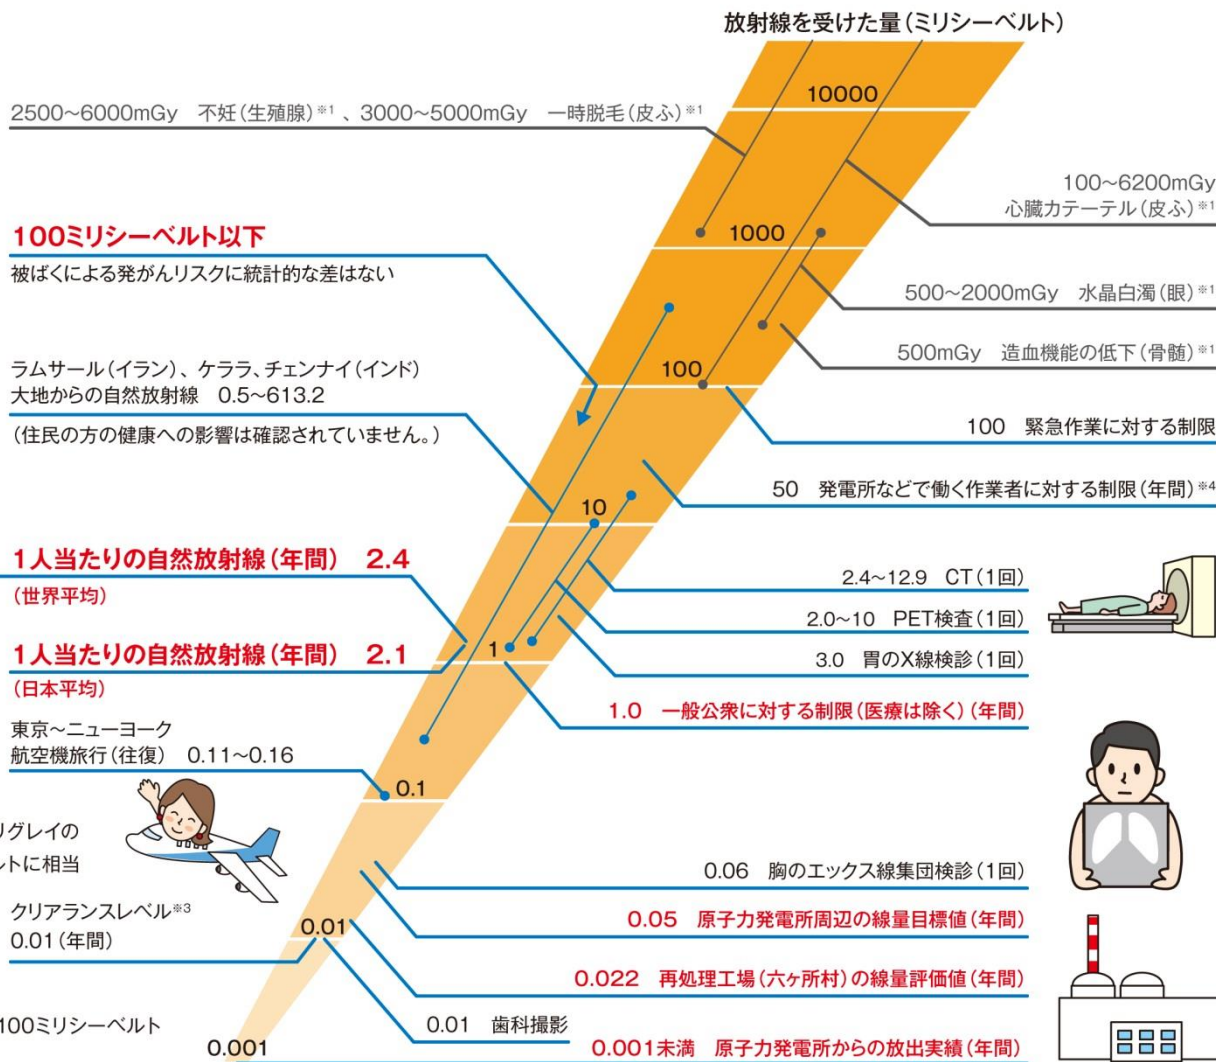 放射線を受けた量(ミリシーベルト)
10000
2500~6000mGy 不妊(生殖腺)※1 、3000~5000mGy 一時脱毛(皮ふ)※1
100~6200mGy
心臓カテーテル(皮ふ)※1
100ミリシーベルト以下
被ばくによる発がんリスクに統計的な差はない
1000
500~2000mGy 水晶白濁(眼)※1
500mGy 造血機能の低下(骨髄)※1
ラムサール(イラン)、ケララ、チェンナイ(インド)
大地からの自然放射線 0.5~613.2
(住民の方の健康への影響は確認されていません。)
100
100 緊急作業に対する制限
50 発電所などで働く作業者に対する制限(年間)※4
10
1人当たりの自然放射線(年間) 2.4
(世界平均)
2.4~12.9 CT(1回)
2.0~10 PET検査(1回)
3.0 胃のX線検診(1回)
1人当たりの自然放射線(年間) 2.1
(日本平均)
1
1.0 一般公衆に対する制限(医療は除く)(年間)
東京~ニューヨーク
航空機旅行(往復) 0.11~0.16
0.1
リグレイの
ルトに相当
0.06 胸のエックス線集団検診(1回)
クリアランスレベル※3
0.01(年間)
0.01
0.05 原子力発電所周辺の線量目標値(年間)
0.022 再処理工場(六ヶ所村)の線量評価値(年間)
100ミリシーベルト
0.01 歯科撮影
0.001
0.001未満 原子力発電所からの放出実績(年間)